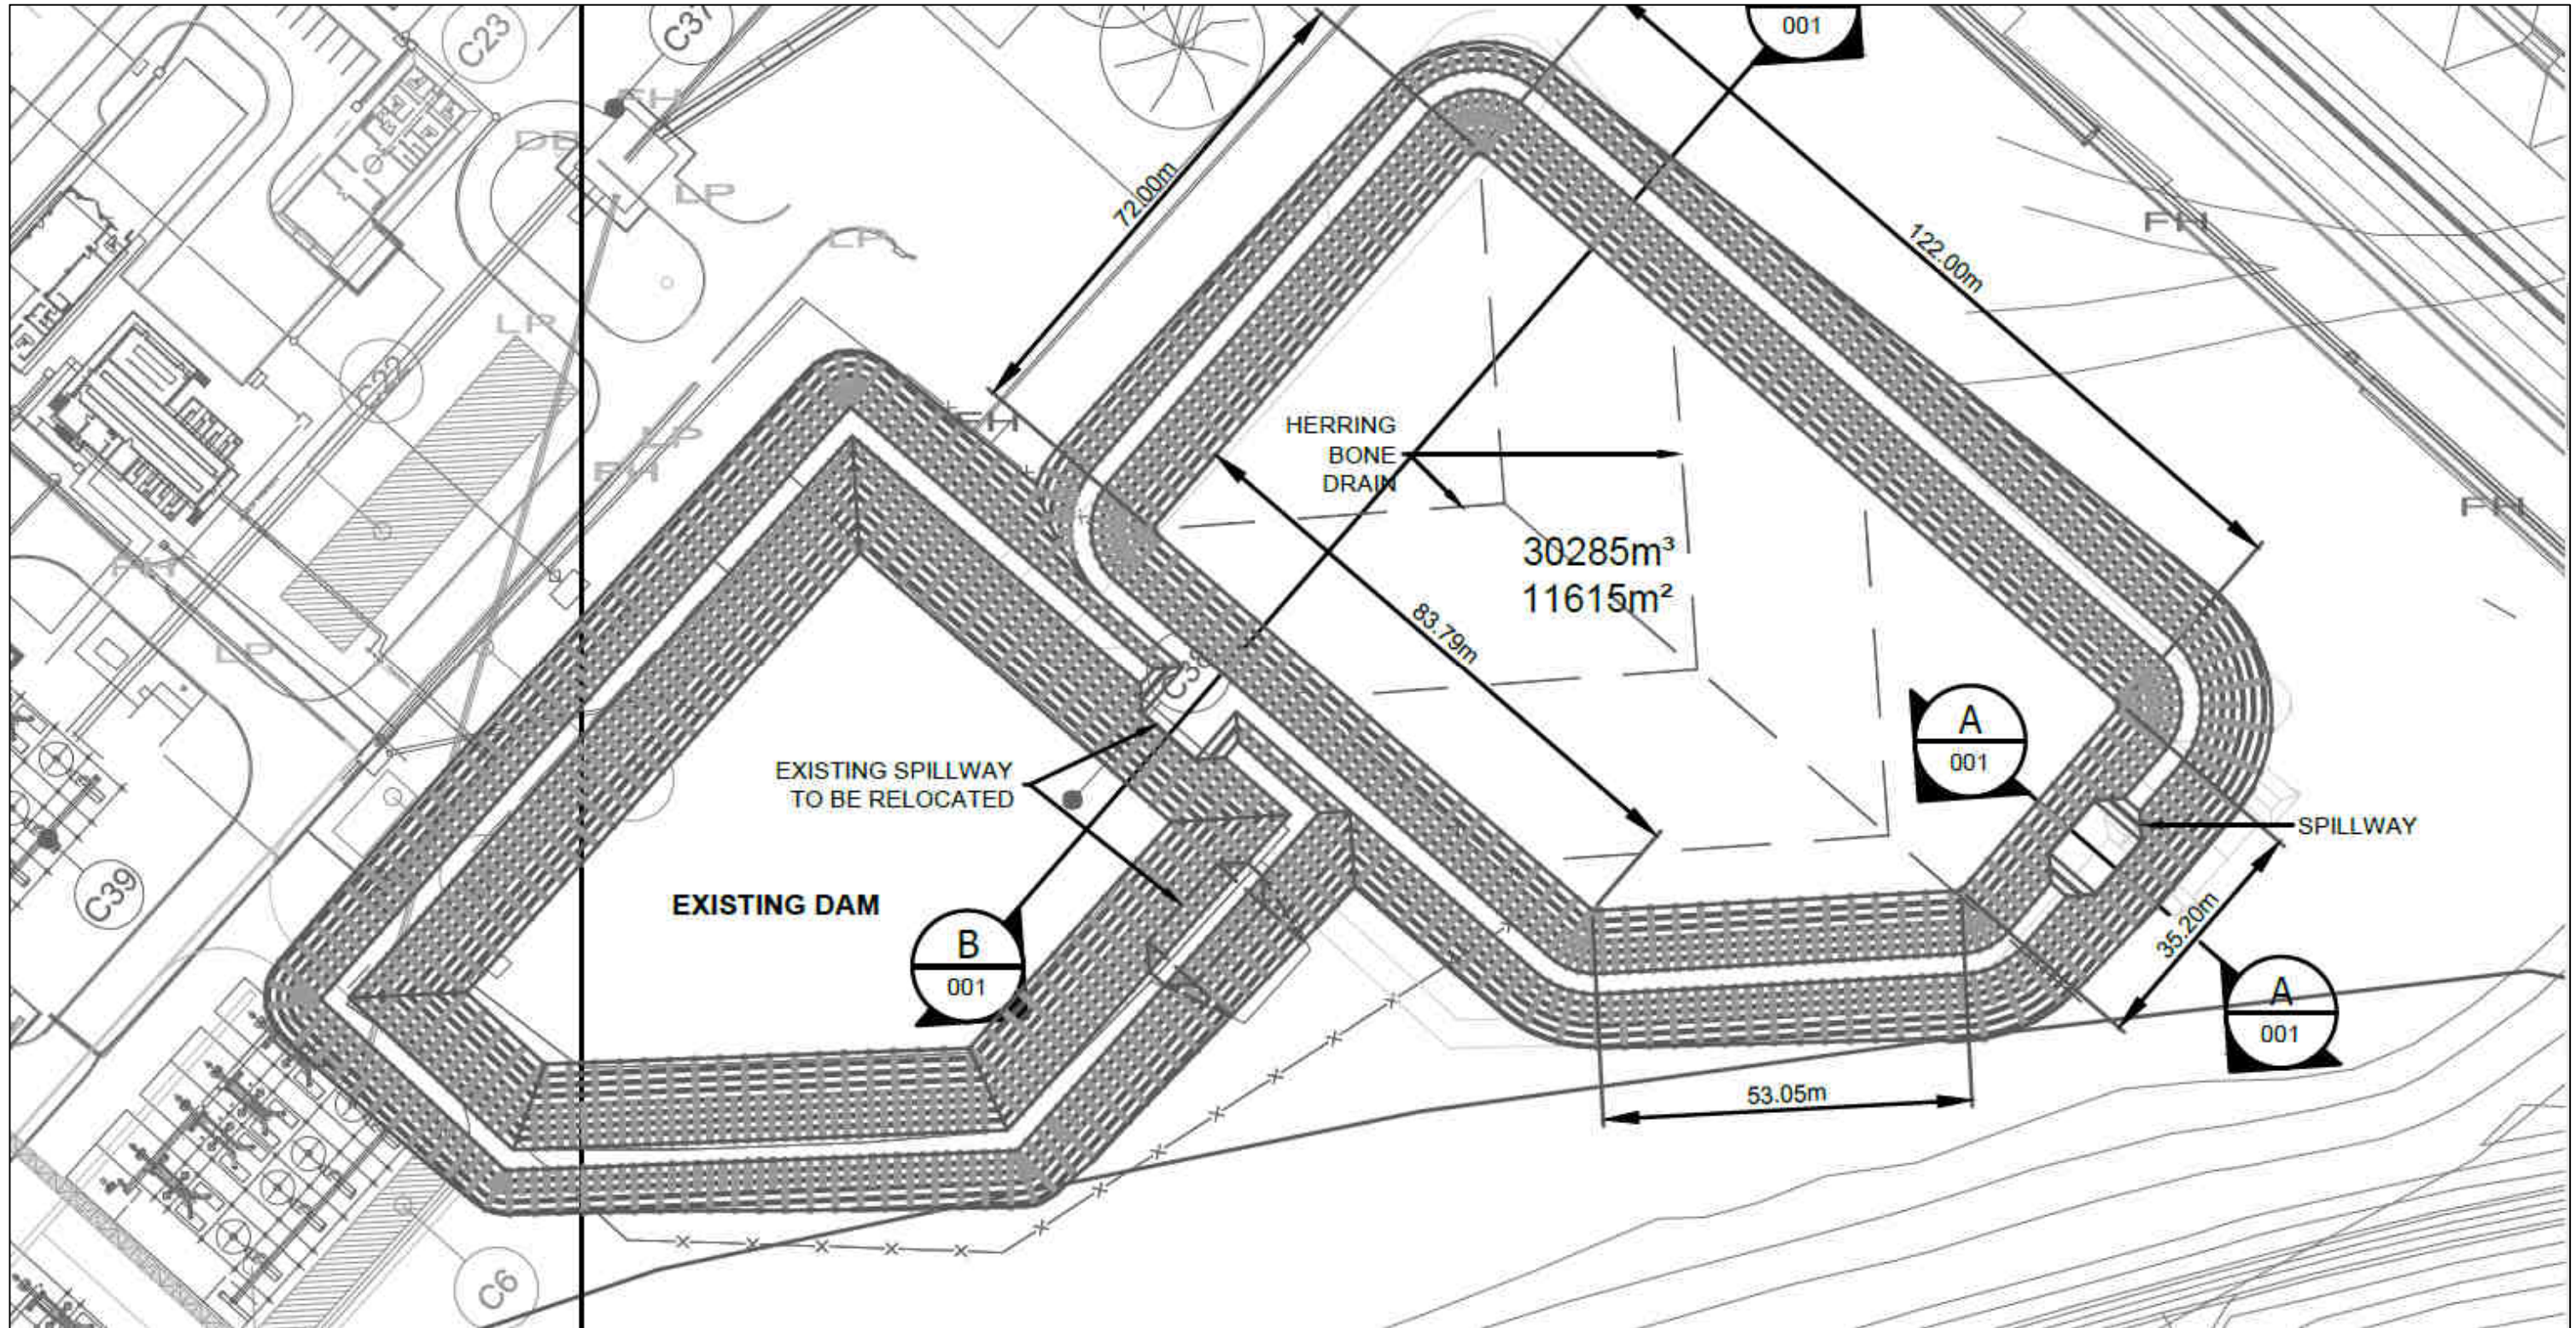 C23
C37
001
FH
DB
LP
72.00m
LP
122.00m
FH
LP
C22
HERRING
BONE
DRAIN
FH
LP
FH
FH
30285m³
11615m²
FH
83.79m
LP
A
001
EXISTING SPILLWAY
TO BE RELOCATED
SPILLWAY
C39
EXISTING DAM
B
001
35.20m
A
001
53.05m
C6